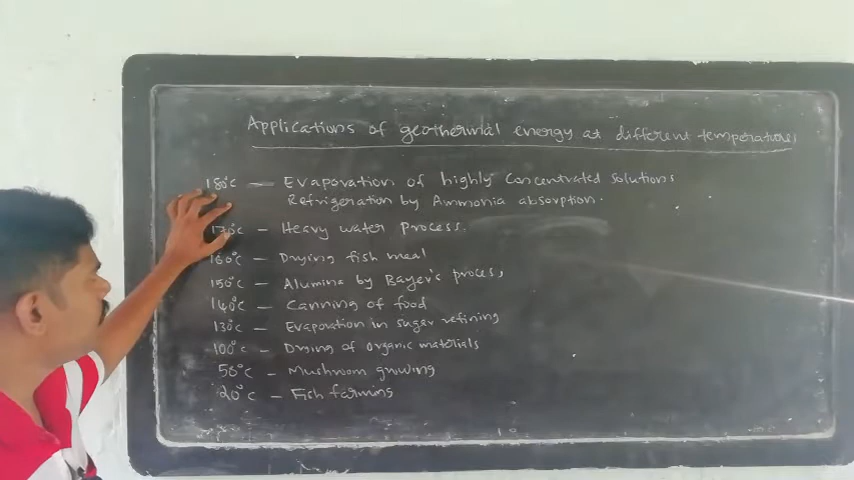 Applications of geothermal energy at different temperatures
180°C — Evaporation of highly concentrated solutions
Refrigeration by Ammonia absorption.
170°C — Heavy water process.
160°C — Drying fish meal
150°C — Alumina by Bayer's process,
140°C — Canning of food
130°C — Evaporation in sugar refining
100°C — Drying of organic materials
50°C — Mushroom growing
20°C — Fish farming